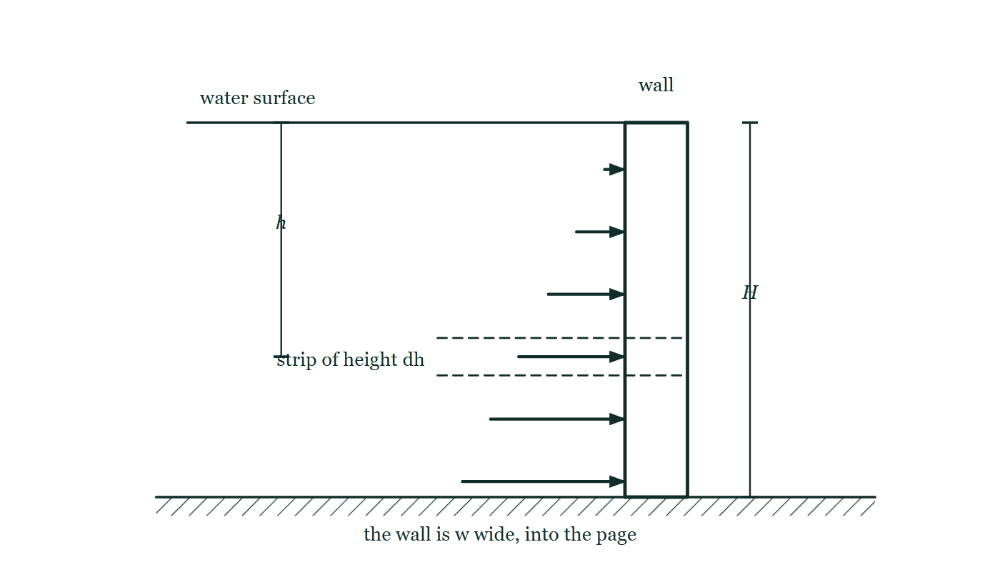 wall
water surface
h
H
strip of height dh
the wall is w wide, into the page